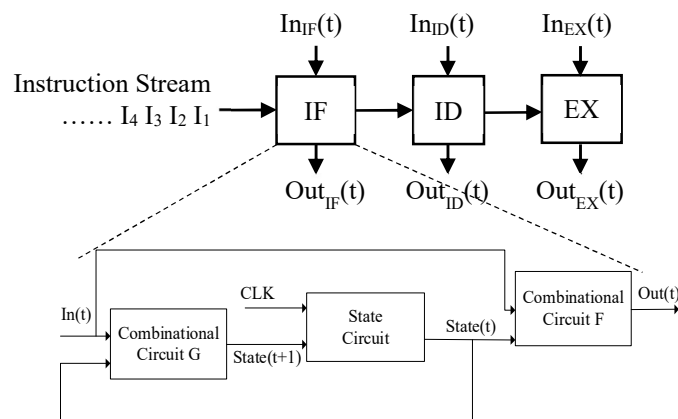 In_IF(t) In_ID(t) In_EX(t)
Instruction Stream
…… I₄ I₃ I₂ I₁
IF ID EX
Out_IF(t) Out_ID(t) Out_EX(t)
CLK
In(t)
Combinational
Circuit G
State(t+1)
State
Circuit
State(t)
Combinational
Circuit F
Out(t)